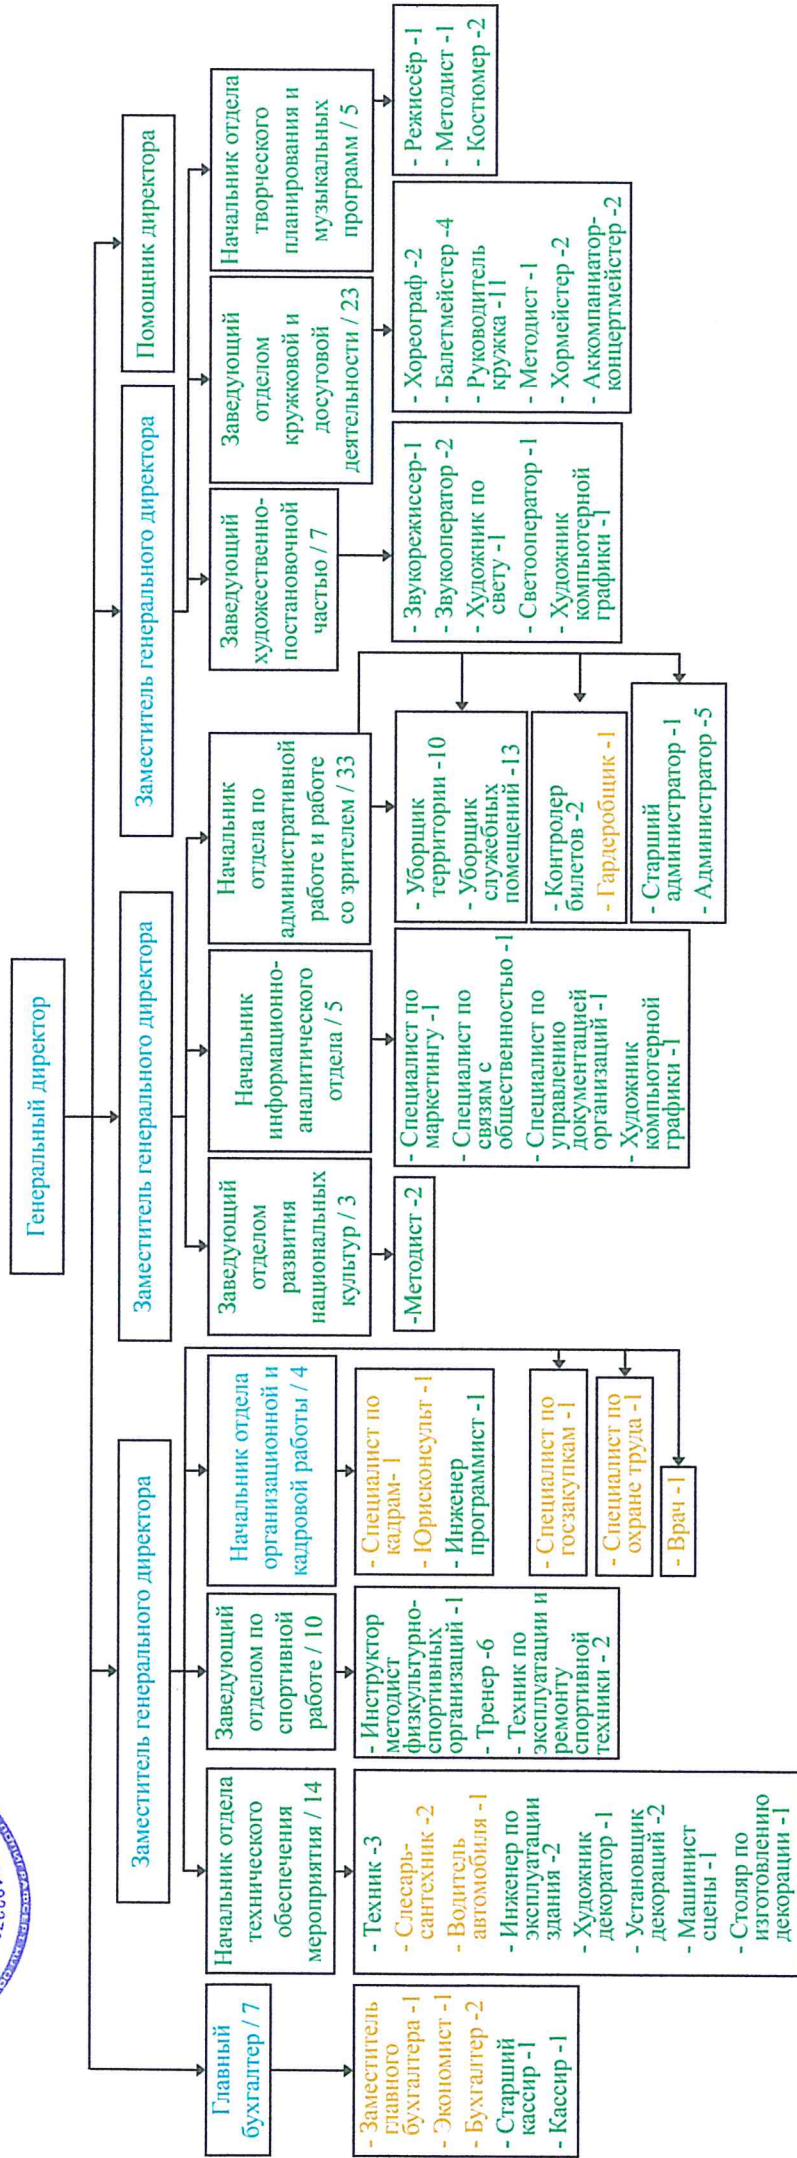 Генеральный директор
Заместитель генерального директора
Заместитель генерального директора
Заместитель генерального директора
Помощник директора
Главный
бухгалтер / 7
Начальник отдела
технического
обеспечения
мероприятия / 14
Заведующий
отделом по
спортивной
работе / 10
Начальник отдела
организационной и
кадровой работы / 4
Заведующий
отделом
развития
национальных
культур / 3
Начальник
информационно-
аналитического
отдела / 5
Начальник
отдела по
административной
работе и работе
со зрителем / 33
Заведующий
художественно-
постановочной
частью / 7
Заведующий
отделом
кружковой и
досуговой
деятельности / 23
Начальник отдела
творческого
планирования и
музыкальных
программ / 5
- Заместитель
главного
бухгалтера -1
- Экономист -1
- Бухгалтер -2
- Старший
кассир -1
- Кассир -1
- Техник -3
- Слесарь-
сантехник -2
- Водитель
автомобиля -1
- Инженер по
эксплуатации
здания -2
- Художник
декоратор -1
- Установщик
декораций -2
- Машинист
сцены -1
- Столяр по
изготовлению
декорации -1
- Инструктор
методист
физкультурно-
спортивных
организаций -1
- Тренер -6
- Техник по
эксплуатации и
ремонту
спортивной
техники - 2
- Специалист по
кадрам- 1
- Юрисконсульт -1
- Инженер
программист -1
- Специалист по
госзакупкам -1
- Специалист по
охране труда -1
- Врач -1
-Методист -2
- Специалист по
маркетингу -1
- Специалист по
связям с
общественностью -1
- Специалист по
управлению
документацией
организаций -1
- Художник
компьютерной
графики -1
- Уборщик
территории -10
- Уборщик
служебных
помещений -13
- Контролер
билетов -2
- Гардеробщик -1
- Старший
администратор -1
- Администратор -5
- Звукорежиссер-1
- Звукооператор -2
- Художник по
свету -1
- Светооператор -1
- Художник
компьютерной
графики -1
- Хореограф -2
- Балетмейстер -4
- Руководитель
кружка -11
- Методист -1
- Хормейстер -2
- Аккомпаниатор-
концертмейстер -2
- Режиссёр -1
- Методист -1
- Костюмер -2